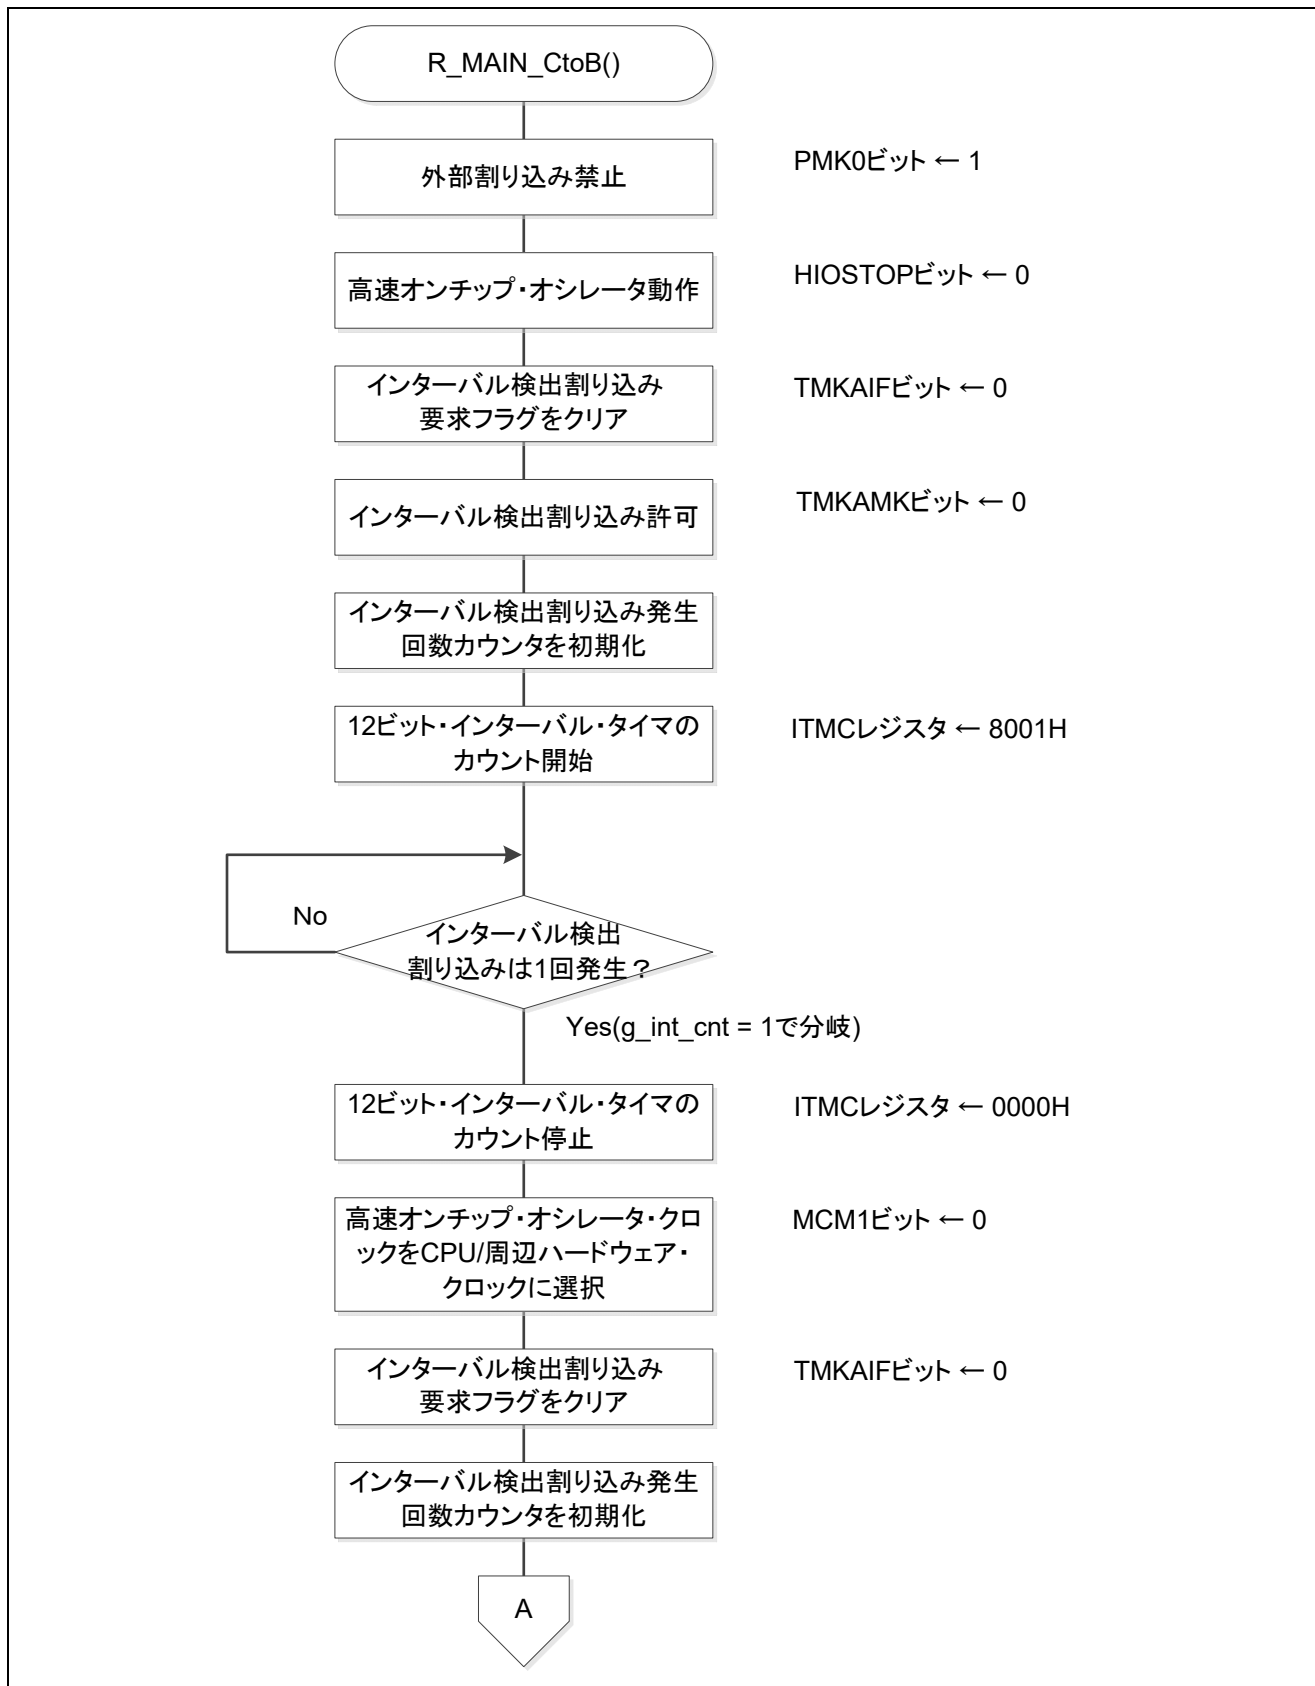 R_MAIN_CtoB()
外部割り込み禁止
PMK0ビット ← 1
高速オンチップ・オシレータ動作
HIOSTOPビット ← 0
インターバル検出割り込み
要求フラグをクリア
TMKAIFビット ← 0
インターバル検出割り込み許可
TMKAMKビット ← 0
インターバル検出割り込み発生
回数カウンタを初期化
12ビット・インターバル・タイマの
カウント開始
ITMCレジスタ ← 8001H
No
インターバル検出
割り込みは1回発生？
Yes(g_int_cnt = 1で分岐)
12ビット・インターバル・タイマの
カウント停止
ITMCレジスタ ← 0000H
高速オンチップ・オシレータ・クロ
ックをCPU/周辺ハードウェア・
クロックに選択
MCM1ビット ← 0
インターバル検出割り込み
要求フラグをクリア
TMKAIFビット ← 0
インターバル検出割り込み発生
回数カウンタを初期化
A